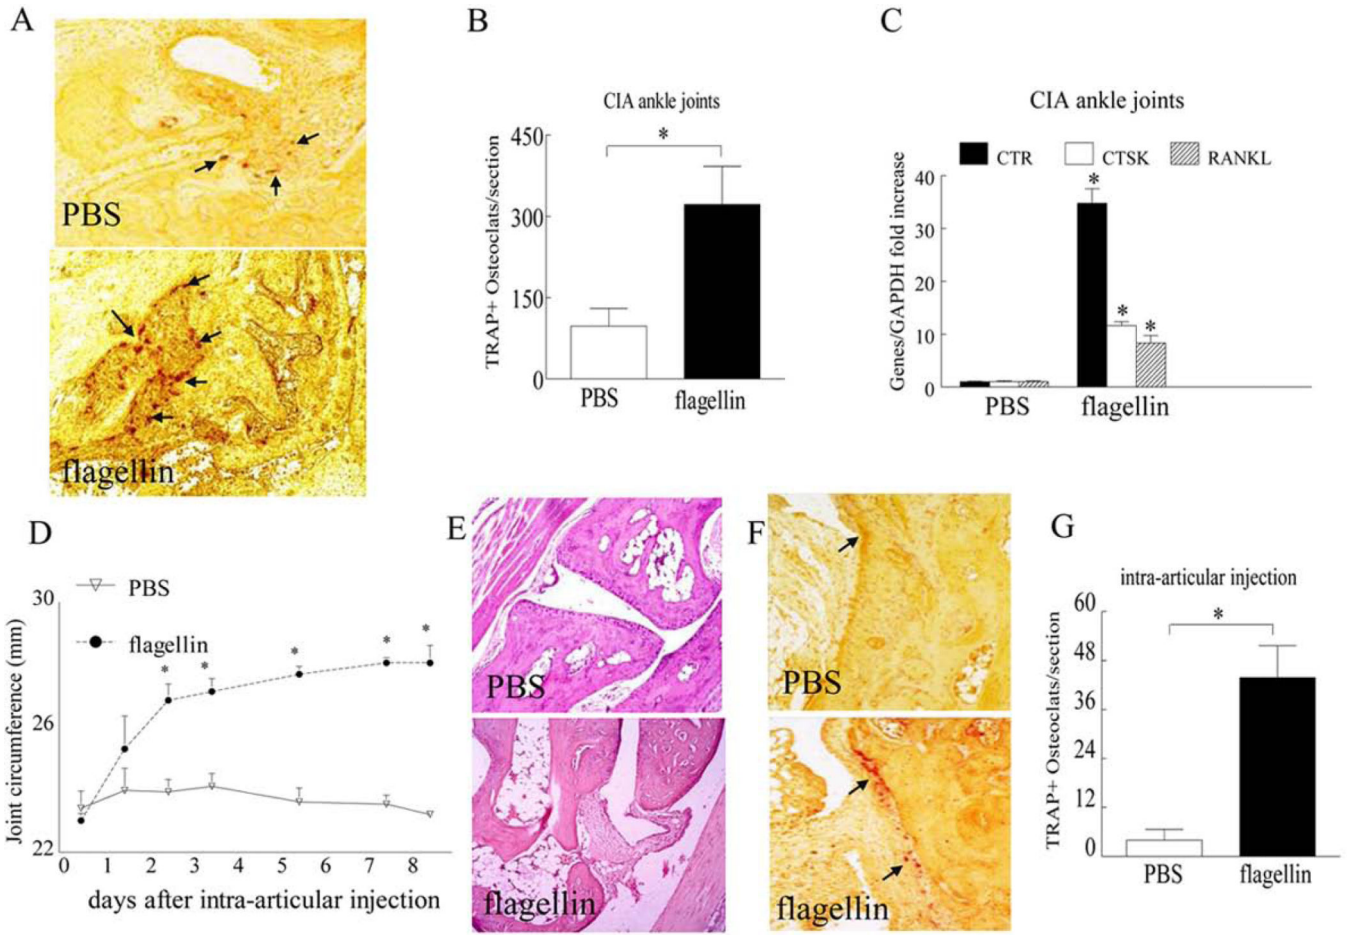 A
PBS
flagellin
B
CIA ankle joints
TRAP+ Osteoclats/section
450
300
150
0
*
PBS
flagellin
C
CIA ankle joints
CTR
CTSK
RANKL
Genes/GAPDH fold increase
40
30
20
10
0
*
*
*
PBS
flagellin
D
PBS
flagellin
Joint circumference (mm)
30
26
22
* * * * *
0 1 2 3 4 5 6 7 8
days after intra-articular injection
E
PBS
flagellin
F
PBS
flagellin
G
intra-articular injection
TRAP+ Osteoclats/section
60
48
36
24
12
0
*
PBS
flagellin